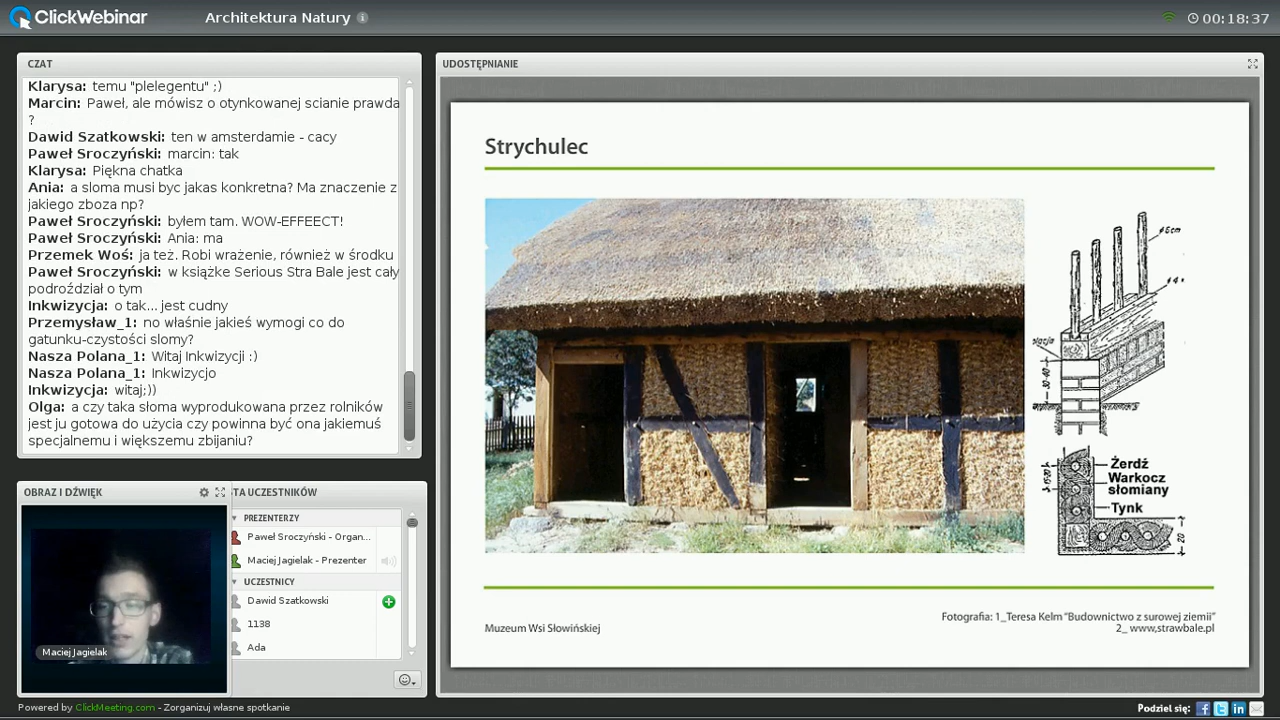 ClickWebinar
Architektura Natury
00:18:37
CZAT
Klarysa: temu "plelegentu" ;)
Marcin: Paweł, ale mówisz o otynkowanej scianie prawda
?
Dawid Szatkowski: ten w amsterdamie - cacy
Paweł Sroczyński: marcin: tak
Klarysa: Piękna chatka
Ania: a sloma musi byc jakas konkretna? Ma znaczenie z
jakiego zboza np?
Paweł Sroczyński: byłem tam. WOW-EFFEECT!
Paweł Sroczyński: Ania: ma
Przemek Woś: ja też. Robi wrażenie, również w środku
Paweł Sroczyński: w książke Serious Stra Bale jest cały
podroździał o tym
Inkwizycja: o tak... jest cudny
Przemysław_1: no właśnie jakieś wymogi co do
gatunku-czystości slomy?
Nasza Polana_1: Witaj Inkwizycji :)
Nasza Polana_1: Inkwizycjo
Inkwizycja: witaj;))
Olga: a czy taka słoma wyprodukowana przez rolników
jest ju gotowa do użycia czy powinna być ona jakiemuś
specjalnemu i większemu zbijaniu?
OBRAZ I DŹWIĘK
TA UCZESTNIKÓW
PREZENTERZY
Paweł Sroczyński - Organ...
Maciej Jagielak - Prezenter
UCZESTNICY
Dawid Szatkowski
1138
Ada
Maciej Jagielak
UDOSTĘPNIANIE
Strychulec
Żerdź
Warkocz
słomiany
Tynk
20
Muzeum Wsi Słowińskiej
Fotografia: 1_Teresa Kelm "Budownictwo z surowej ziemii"
2_ www,strawbale.pl
Powered by ClickMeeting.com - Zorganizuj własne spotkanie
Podziel się: